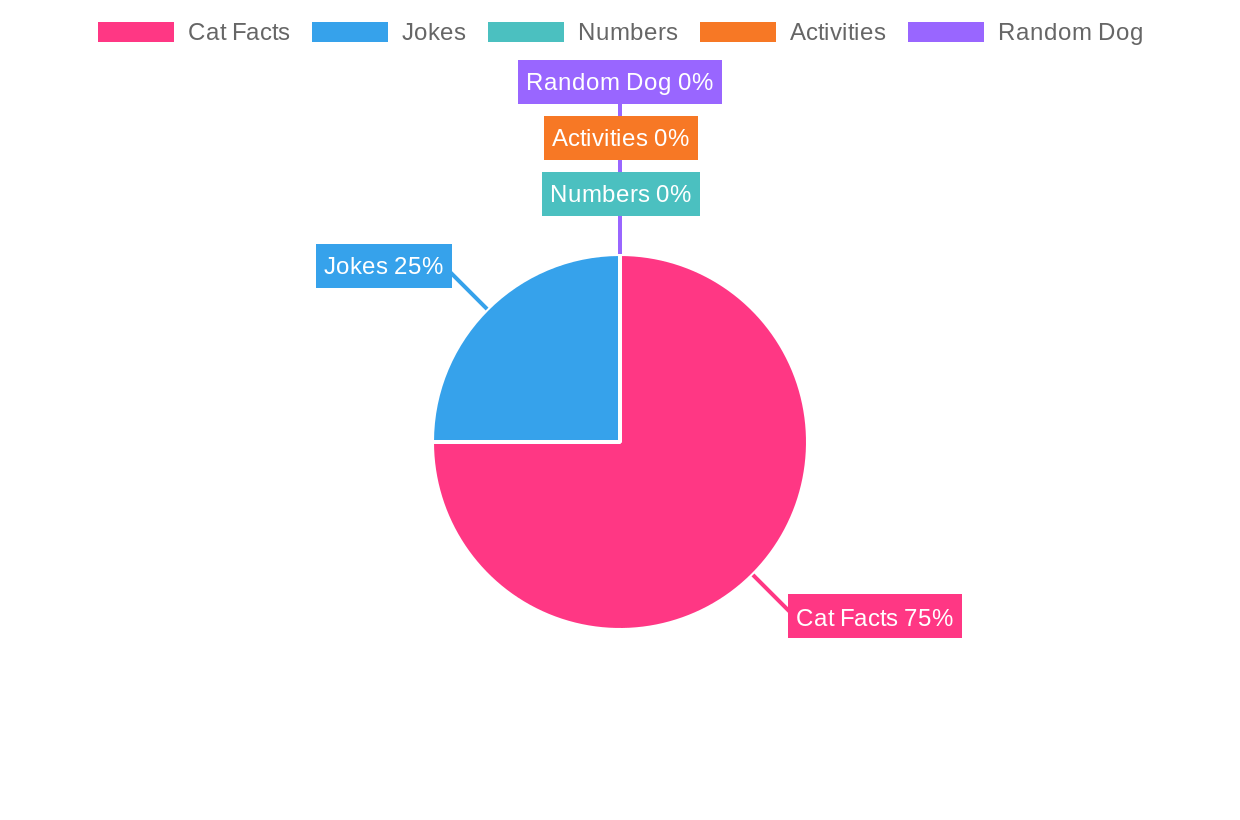 Cat Facts Jokes Numbers Activities Random Dog
Random Dog 0%
Activities 0%
Numbers 0%
Jokes 25%
Cat Facts 75%